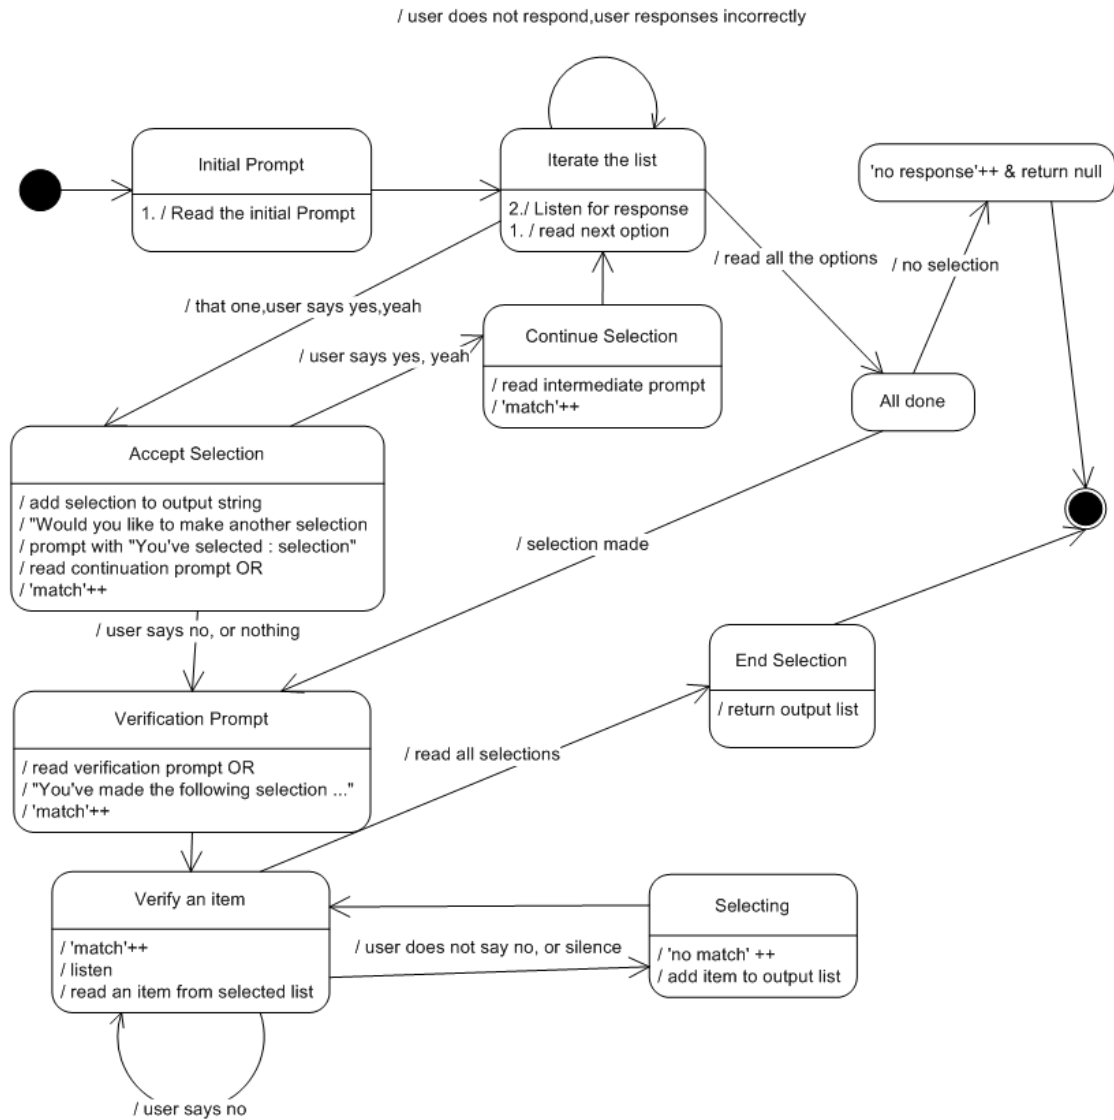 / user does not respond,user responses incorrectly
Initial Prompt
1. / Read the initial Prompt
Iterate the list
2./ Listen for response
1. / read next option
'no response'++ & return null
/ read all the options
/ no selection
/ that one,user says yes,yeah
/ user says yes, yeah
Continue Selection
/ read intermediate prompt
/ 'match'++
All done
Accept Selection
/ add selection to output string
/ "Would you like to make another selection
/ prompt with "You've selected : selection"
/ read continuation prompt OR
/ 'match'++
/ selection made
/ user says no, or nothing
End Selection
/ return output list
Verification Prompt
/ read verification prompt OR
/ "You've made the following selection ..."
/ 'match'++
/ read all selections
Verify an item
/ 'match'++
/ listen
/ read an item from selected list
/ user does not say no, or silence
Selecting
/ 'no match' ++
/ add item to output list
/ user says no